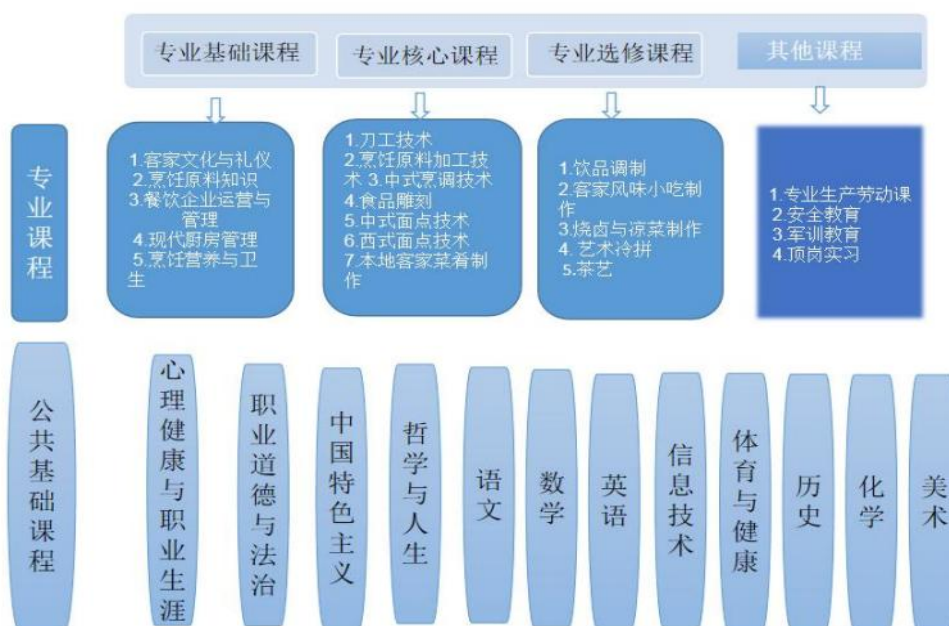 专业基础课程
专业核心课程
专业选修课程
其他课程
专业课程
1.客家文化与礼仪
2.烹饪原料知识
3.餐饮企业运营与
管理
4.现代厨房管理
5.烹饪营养与卫
生
1.刀工技术
2.烹饪原料加工技
术 3.中式烹调技术
4.食品雕刻
5.中式面点技术
6.西式面点技术
7.本地客家菜肴制
作
1.饮品调制
2.客家风味小吃制
作
3.烧卤与凉菜制作
4. 艺术冷拼
5.茶艺
1.专业生产劳动课
2.安全教育
3.军训教育
4.顶岗实习
公共基础课程
心理健康与职业生涯
职业道德与法治
中国特色主义
哲学与人生
语文
数学
英语
信息技术
体育与健康
历史
化学
美术